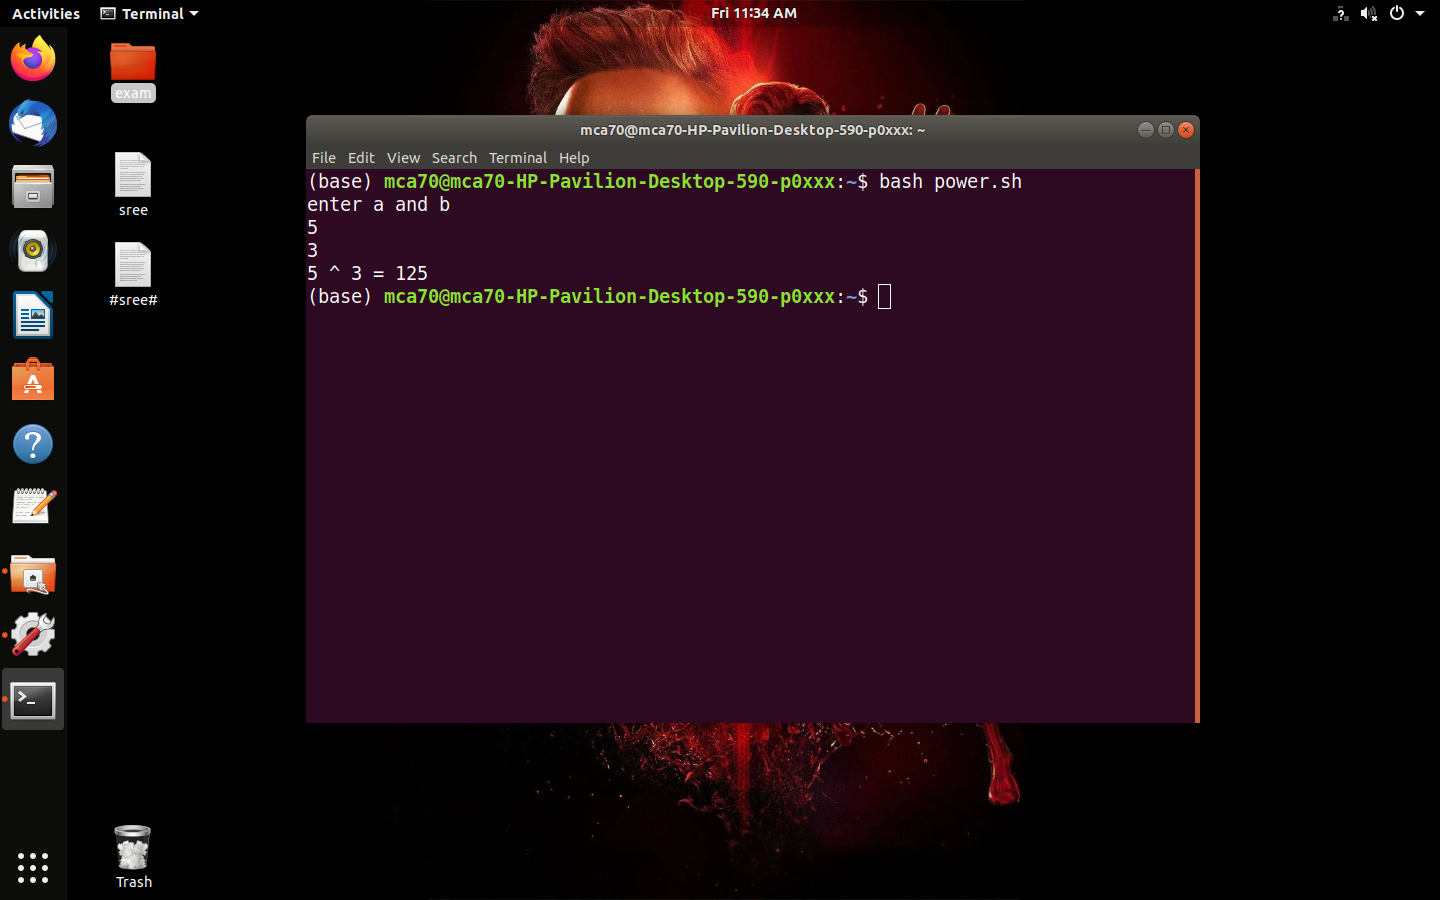 Activities Terminal Fri 11:34 AM
exam
sree
#sree#
Trash
mca70@mca70-HP-Pavilion-Desktop-590-p0xxx: ~
File Edit View Search Terminal Help
(base) mca70@mca70-HP-Pavilion-Desktop-590-p0xxx:~$ bash power.sh
enter a and b
5
3
5 ^ 3 = 125
(base) mca70@mca70-HP-Pavilion-Desktop-590-p0xxx:~$